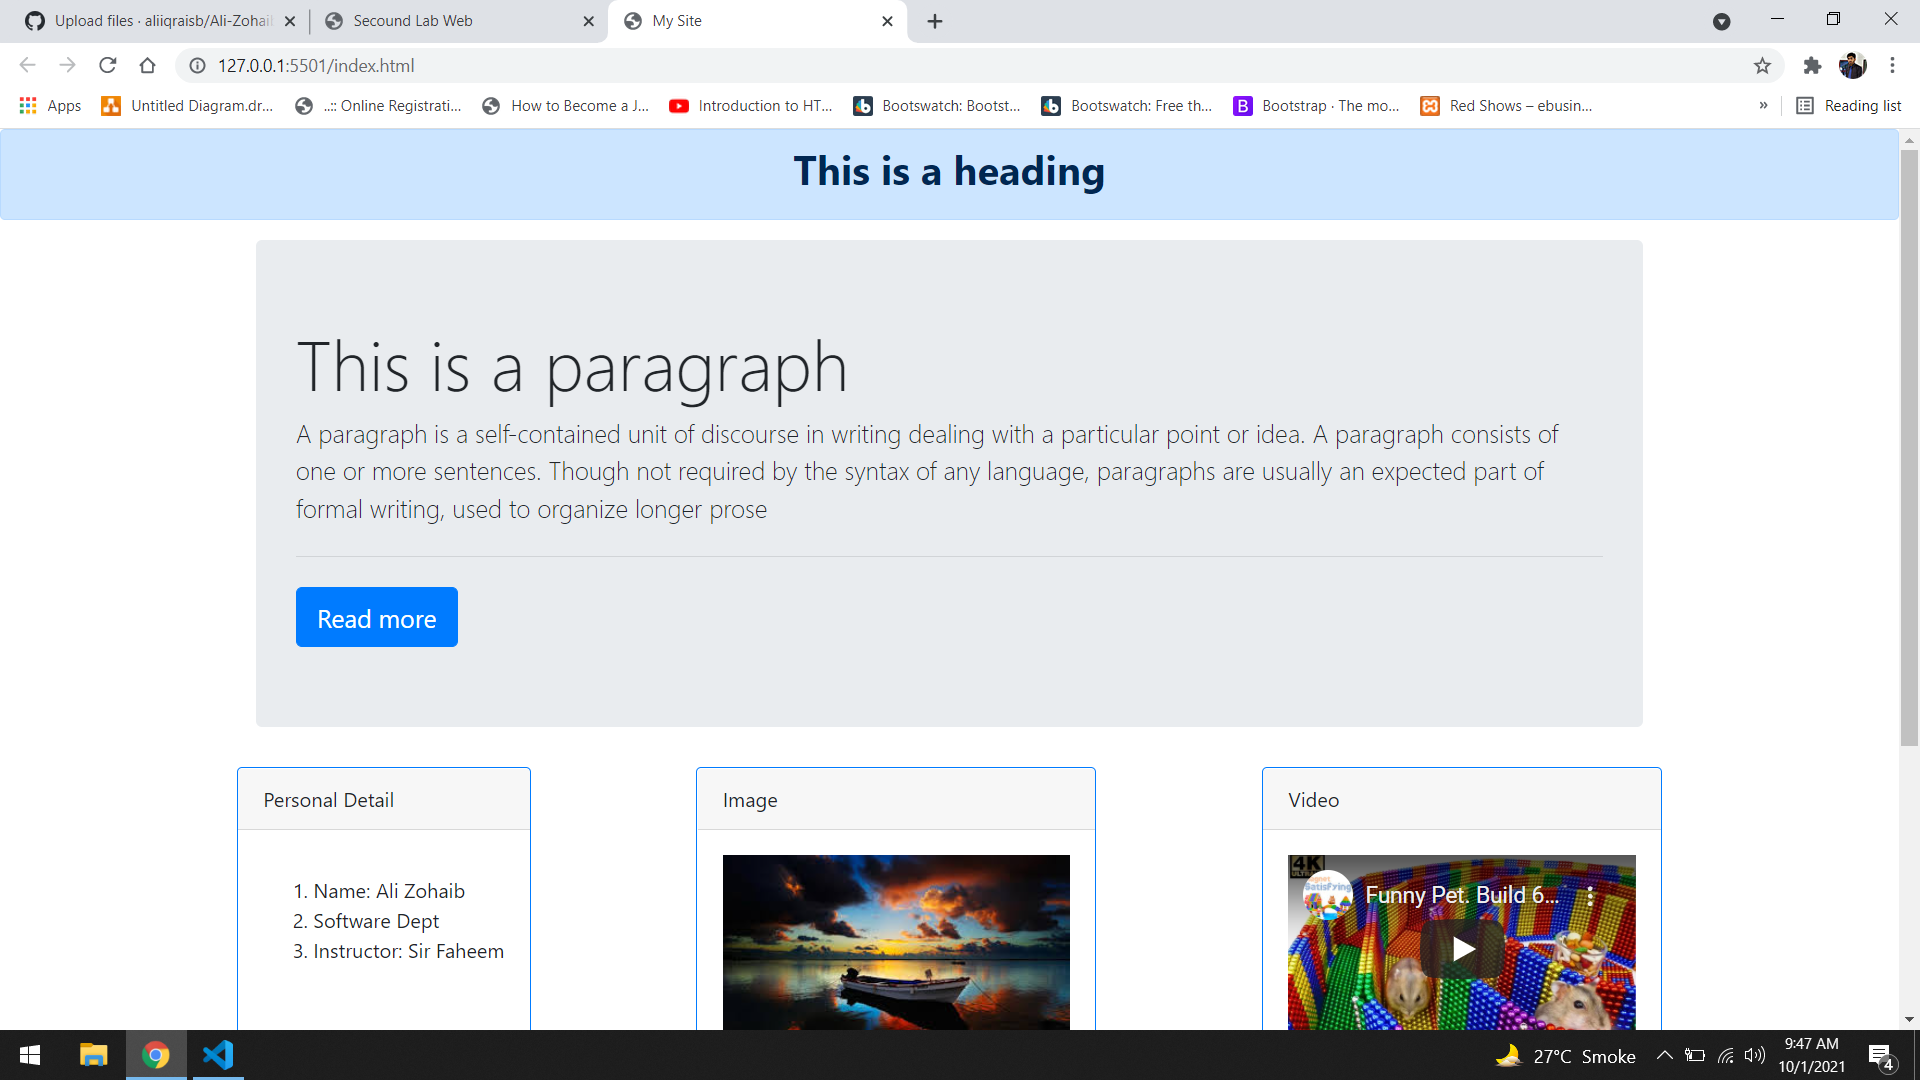 Upload files · aliiqraisb/Ali-Zohaib
Secound Lab Web
My Site
127.0.0.1:5501/index.html
Apps
Untitled Diagram.dr...
..:: Online Registrati...
How to Become a J...
Introduction to HT...
Bootswatch: Bootst...
Bootswatch: Free th...
B
Bootstrap · The mo...
Red Shows – ebusin...
»
Reading list
This is a heading
This is a paragraph
A paragraph is a self-contained unit of discourse in writing dealing with a particular point or idea. A paragraph consists of
one or more sentences. Though not required by the syntax of any language, paragraphs are usually an expected part of
formal writing, used to organize longer prose
Read more
Personal Detail
1. Name: Ali Zohaib
2. Software Dept
3. Instructor: Sir Faheem
Image
Video
4K
Funny Pet. Build 6...
27°C Smoke
9:47 AM
10/1/2021
4